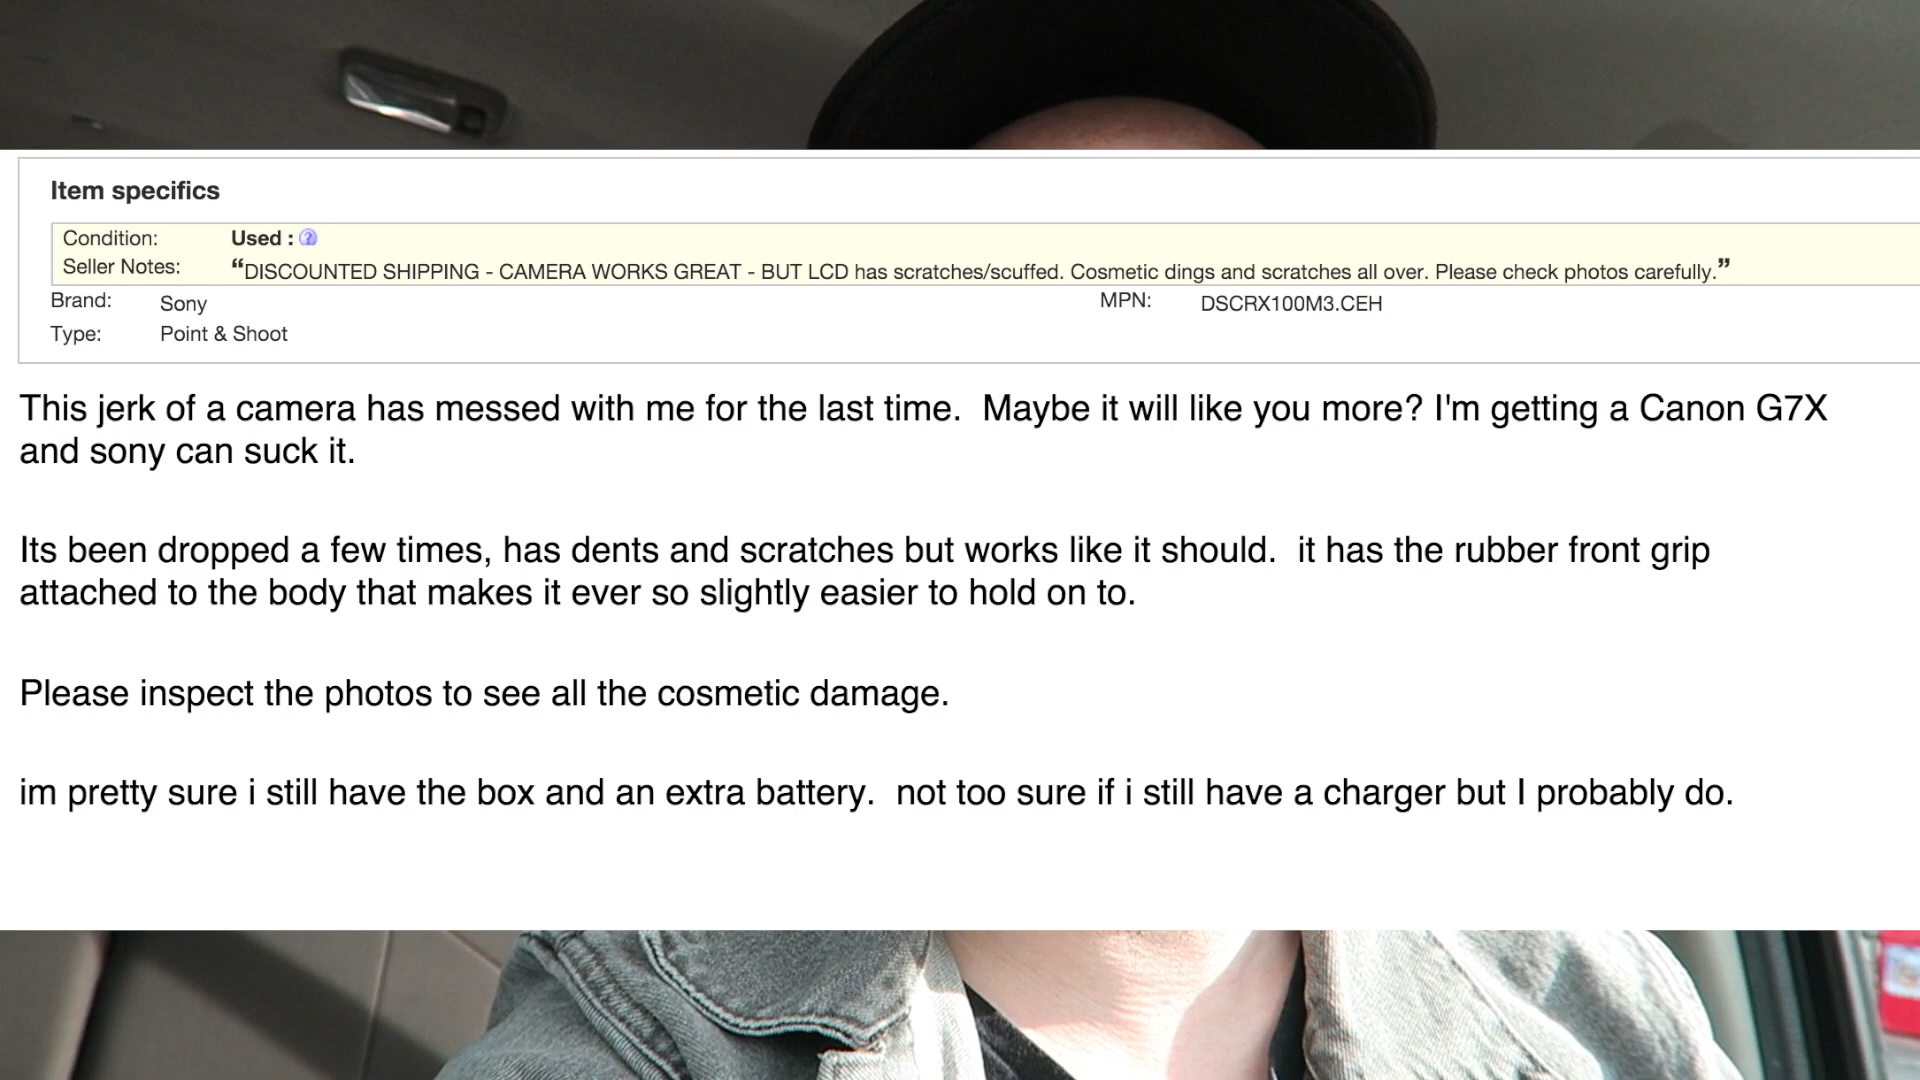 Item specifics
Condition: Used :
Seller Notes: “DISCOUNTED SHIPPING - CAMERA WORKS GREAT - BUT LCD has scratches/scuffed. Cosmetic dings and scratches all over. Please check photos carefully.”
Brand: Sony MPN: DSCRX100M3.CEH
Type: Point & Shoot
This jerk of a camera has messed with me for the last time.  Maybe it will like you more? I'm getting a Canon G7X
and sony can suck it.
Its been dropped a few times, has dents and scratches but works like it should.  it has the rubber front grip
attached to the body that makes it ever so slightly easier to hold on to.
Please inspect the photos to see all the cosmetic damage.
im pretty sure i still have the box and an extra battery.  not too sure if i still have a charger but I probably do.